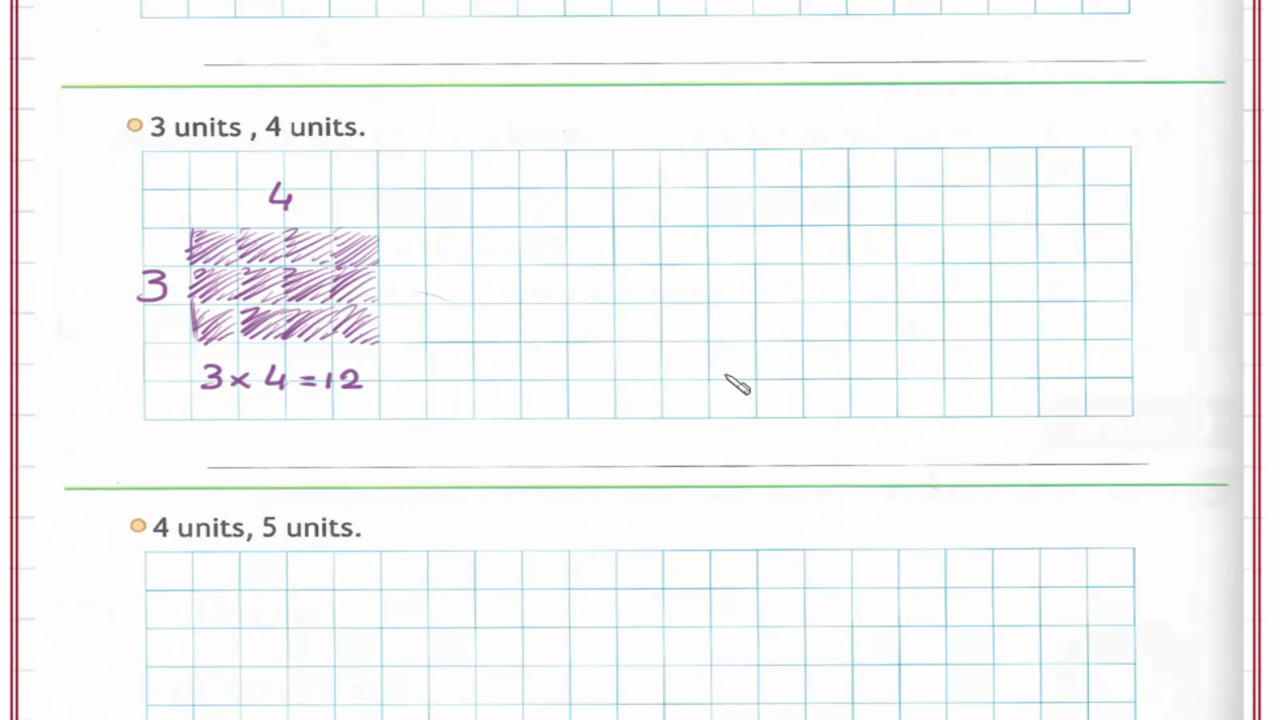 3 units , 4 units.
4
3
3 × 4 = 12
4 units, 5 units.